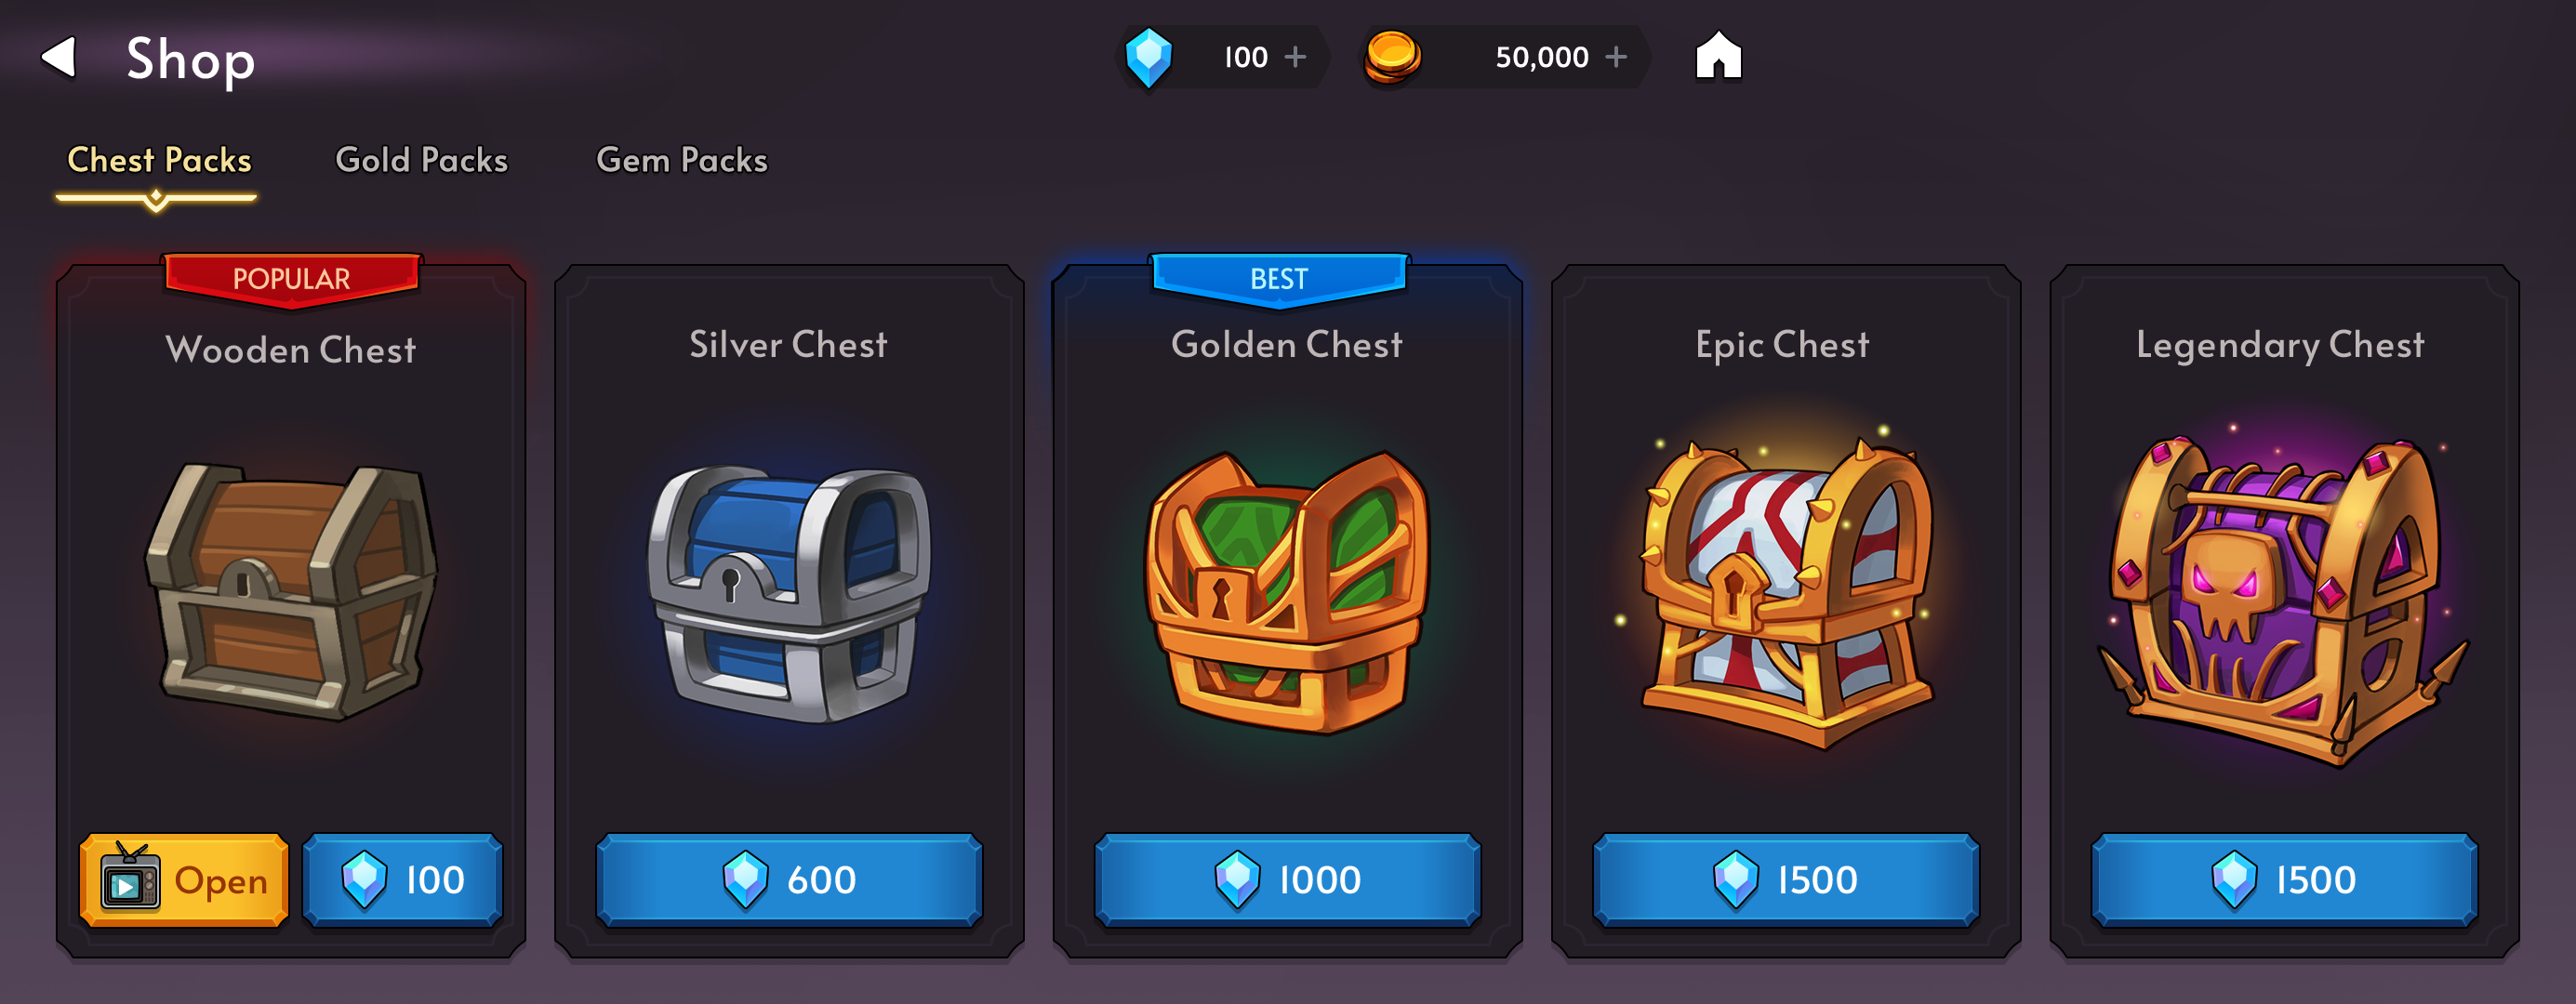 Shop
100 +
50,000 +
Chest Packs
Gold Packs
Gem Packs
POPULAR
Wooden Chest
Open
100
Silver Chest
600
BEST
Golden Chest
1000
Epic Chest
1500
Legendary Chest
1500